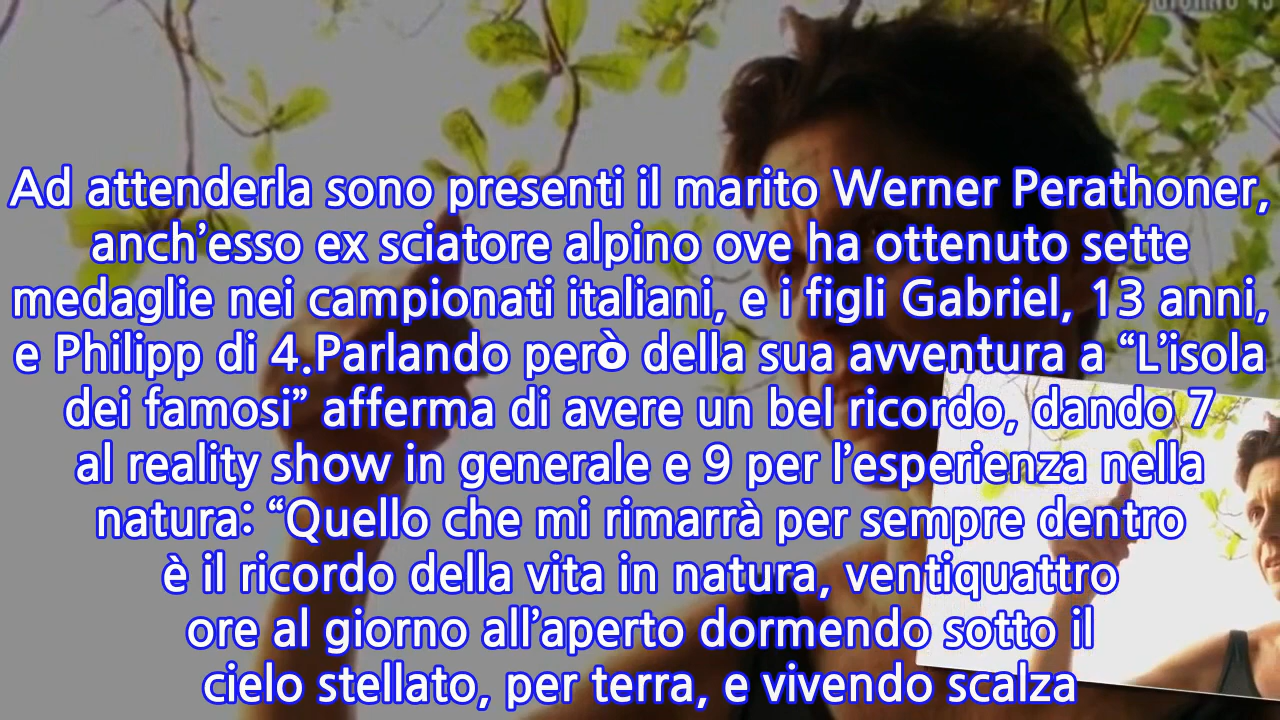 Ad attenderla sono presenti il marito Werner Perathoner,
anch’esso ex sciatore alpino ove ha ottenuto sette
medaglie nei campionati italiani, e i figli Gabriel, 13 anni,
e Philipp di 4.Parlando però della sua avventura a “L’isola
dei famosi” afferma di avere un bel ricordo, dando 7
al reality show in generale e 9 per l’esperienza nella
natura: “Quello che mi rimarrà per sempre dentro
è il ricordo della vita in natura, ventiquattro
ore al giorno all’aperto dormendo sotto il
cielo stellato, per terra, e vivendo scalza